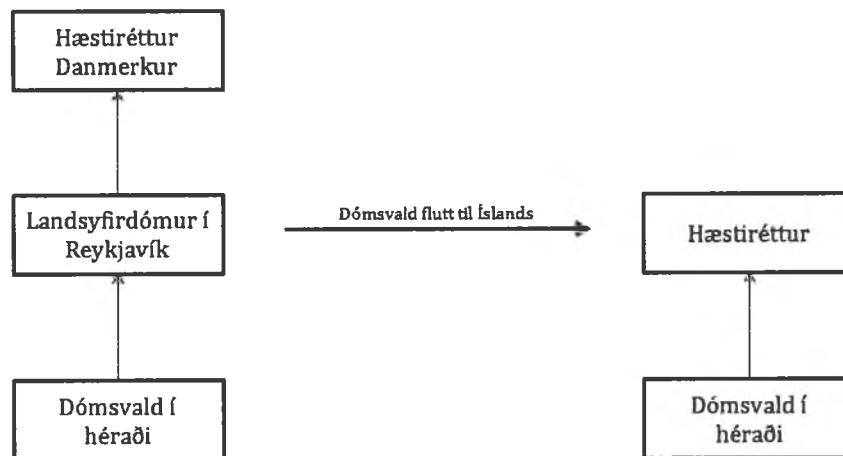 Hæstiréttur
Danmerkur
Landsyfirdómur í
Reykjavík
Dómsvald flutt til Íslands
Hæstiréttur
Dómsvald í
héraði
Dómsvald í
héraði